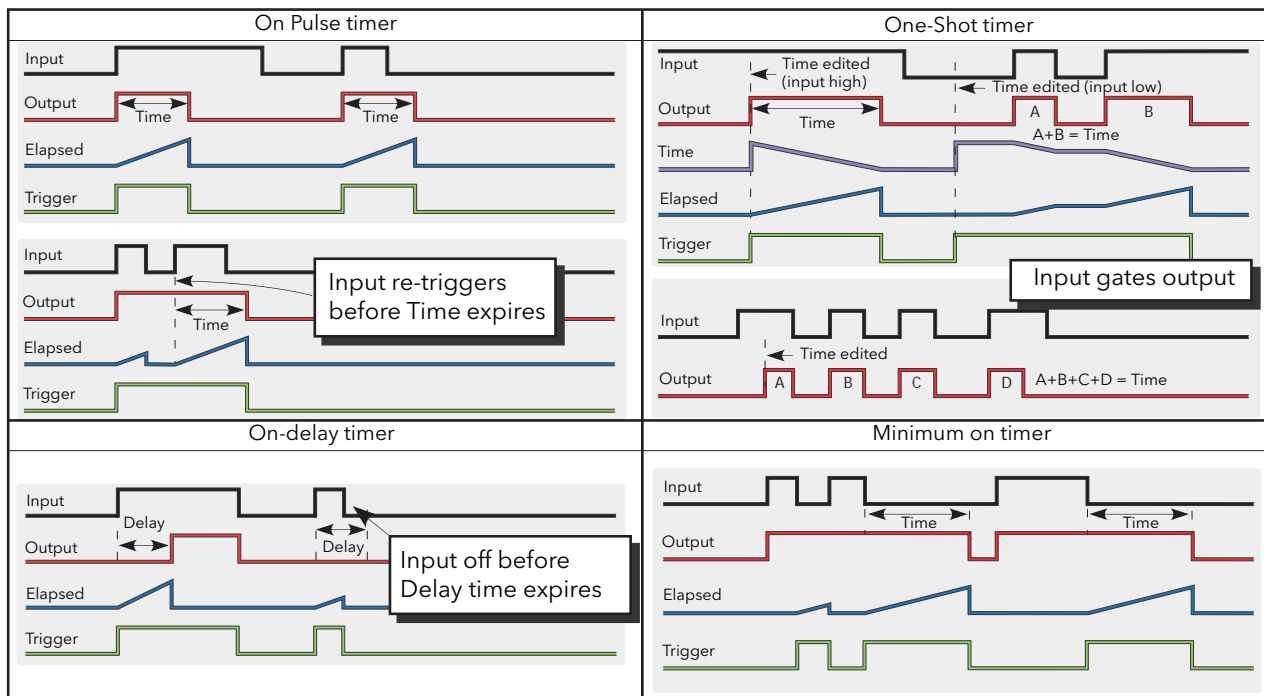 On Pulse timer
Input
Output
Time
Time
Elapsed
Trigger
Input
Input re-triggers
before Time expires
Output
Time
Elapsed
Trigger
One-Shot timer
Input
Time edited
(input high)
Time edited (input low)
Output
Time
A
B
A+B = Time
Time
Elapsed
Trigger
Input gates output
Input
Time edited
Output
A
B
C
D
A+B+C+D = Time
On-delay timer
Input
Delay
Output
Delay
Input off before
Delay time expires
Elapsed
Trigger
Minimum on timer
Input
Time
Time
Output
Elapsed
Trigger